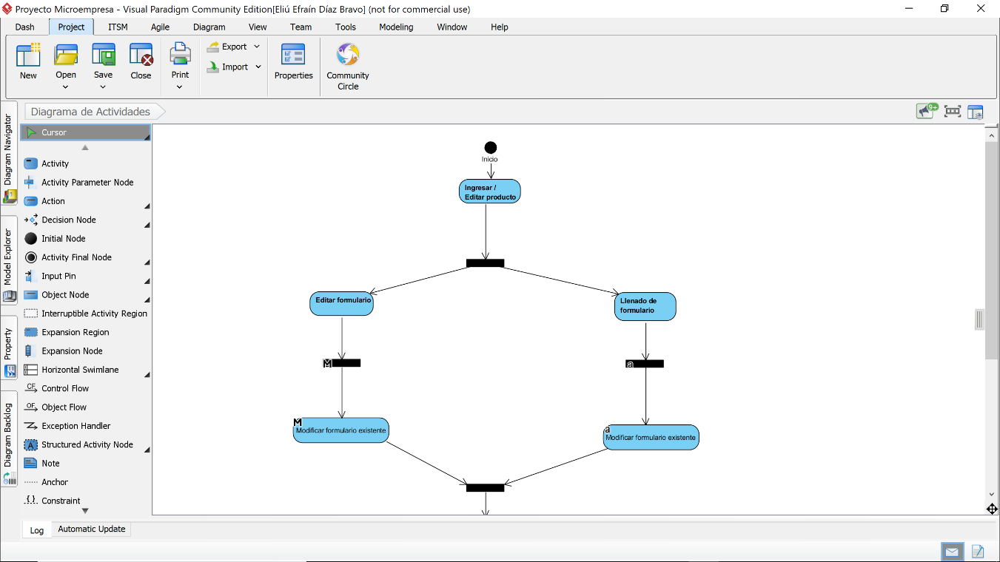 Proyecto Microempresa - Visual Paradigm Community Edition[Eliú Efraín Díaz Bravo] (not for commercial use)
Dash Project ITSM Agile Diagram View Team Tools Modeling Window Help
New
Open
Save
Close
Print
Export
Import
Properties
Community
Circle
Diagrama de Actividades
9+
Diagram Navigator
Model Explorer
Property
Diagram Backlog
Cursor
Activity
Activity Parameter Node
Action
Decision Node
Initial Node
Activity Final Node
Input Pin
Object Node
Interruptible Activity Region
Expansion Region
Expansion Node
Horizontal Swimlane
CF Control Flow
OF Object Flow
Exception Handler
A Structured Activity Node
Note
Anchor
{} Constraint
Inicio
Ingresar /
Editar producto
Editar formulario
Llenado de
formulario
M
a
M
Modificar formulario existente
a
Modificar formulario existente
Log
Automatic Update